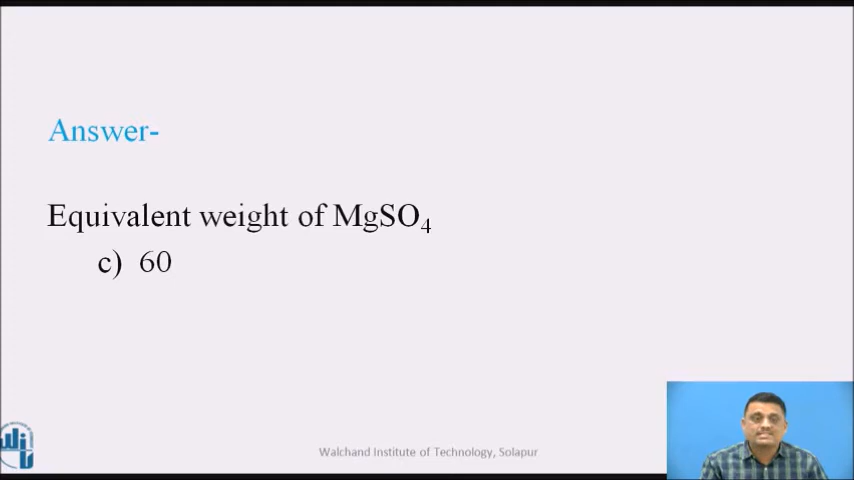 Answer-
Equivalent weight of MgSO₄
c) 60
Walchand Institute of Technology, Solapur